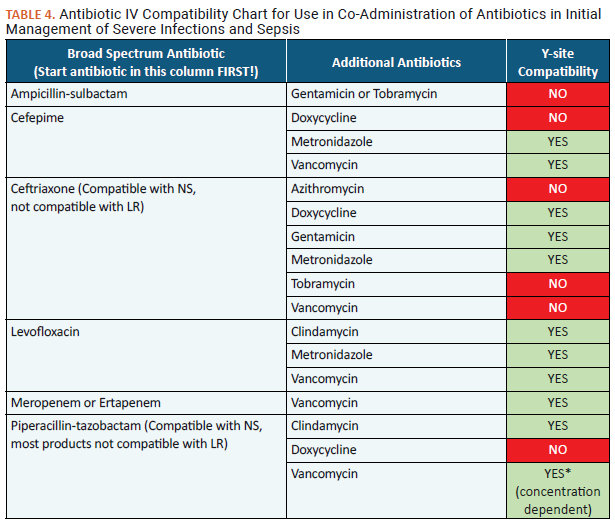 TABLE 4. Antibiotic IV Compatibility Chart for Use in Co-Administration of Antibiotics in Initial
Management of Severe Infections and Sepsis
Broad Spectrum Antibiotic
(Start antibiotic in this column FIRST!)
Additional Antibiotics
Y-site
Compatibility
Ampicillin-sulbactam
Gentamicin or Tobramycin
NO
Cefepime
Doxycycline
NO
Metronidazole
YES
Vancomycin
YES
Ceftriaxone (Compatible with NS,
not compatible with LR)
Azithromycin
NO
Doxycycline
YES
Gentamicin
YES
Metronidazole
YES
Tobramycin
NO
Vancomycin
NO
Levofloxacin
Clindamycin
YES
Metronidazole
YES
Vancomycin
YES
Meropenem or Ertapenem
Vancomycin
YES
Piperacillin-tazobactam (Compatible with NS,
most products not compatible with LR)
Clindamycin
YES
Doxycycline
NO
Vancomycin
YES*
(concentration
dependent)